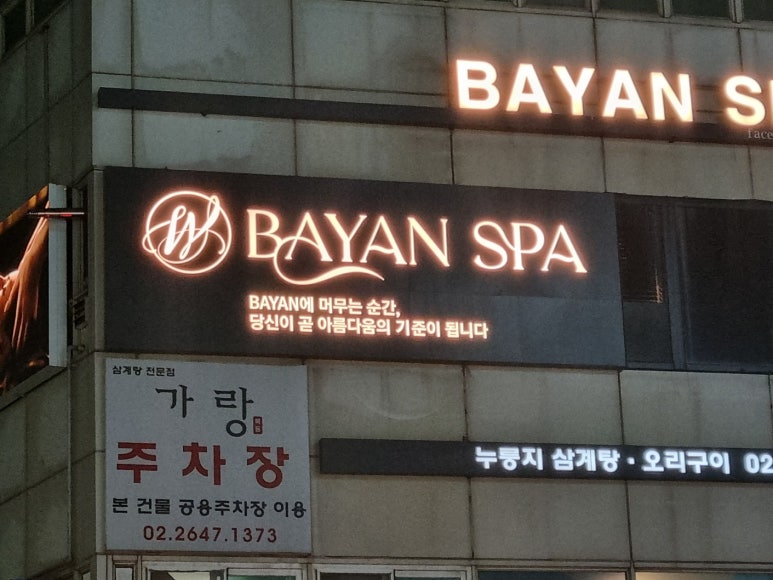 BAYAN
face
BAYAN SPA
BAYAN에 머무는 순간,
당신이 곧 아름다움의 기준이 됩니다
삼계탕 전문점
가랑
주차장
본 건물 공용주차장 이용
02.2647.1373
누룽지 삼계탕·오리구이 02